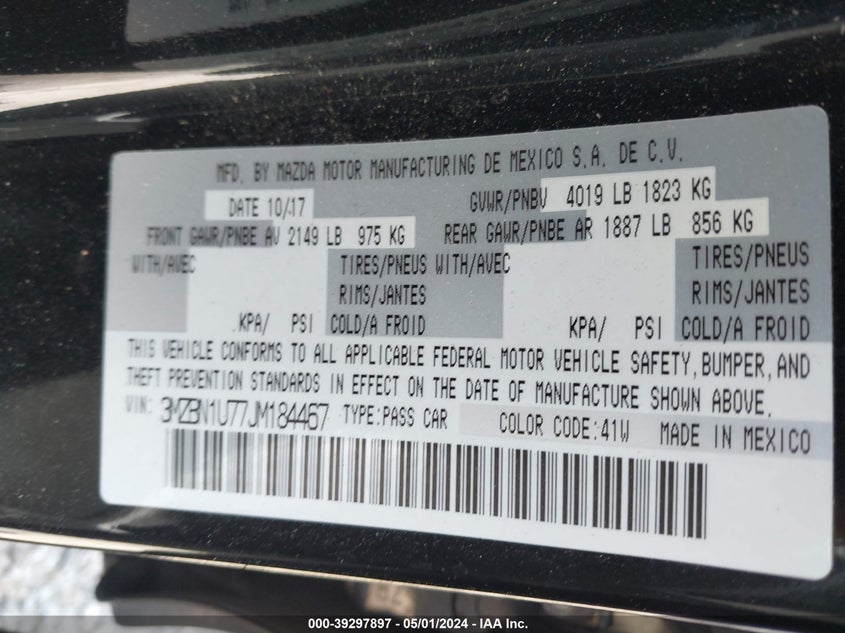 MFD. BY MAZDA MOTOR MANUFACTURING DE MEXICO S.A. DE C.V.
DATE 10/17 GVWR/PNBV 4019 LB 1823 KG
FRONT GAWR/PNBE AV 2149 LB 975 KG REAR GAWR/PNBE AR 1887 LB 856 KG
WITH/AVEC TIRES/PNEUS WITH/AVEC TIRES/PNEUS
RIMS/JANTES RIMS/JANTES
KPA/ PSI COLD/A FROID KPA/ PSI COLD/A FROID
THIS VEHICLE CONFORMS TO ALL APPLICABLE FEDERAL MOTOR VEHICLE SAFETY, BUMPER, AND
THEFT PREVENTION STANDARDS IN EFFECT ON THE DATE OF MANUFACTURE SHOWN ABOVE.
VIN: 3MZBN1U77JM184467 TYPE:PASS CAR COLOR CODE:41W MADE IN MEXICO
000-39297897 - 05/01/2024 - IAA Inc.